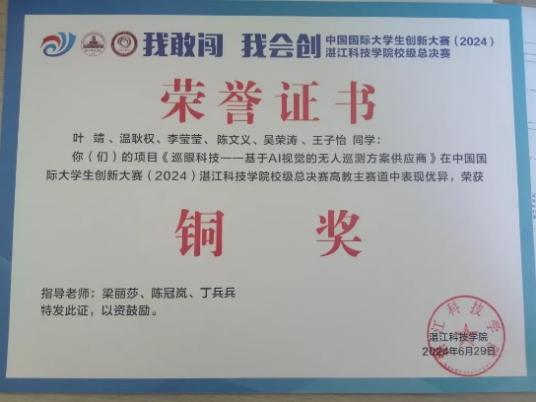 我敢闯 我会创 中国国际大学生创新大赛（2024）
湛江科技学院校级总决赛
荣誉证书
叶 靖、温耿权、李莹莹、陈文义、吴荣涛、王子怡 同学：
你（们）的项目《巡眼科技——基于AI视觉的无人巡测方案供应商》在中国国
际大学生创新大赛（2024）湛江科技学院校级总决赛高教主赛道中表现优异，荣获
铜 奖
指导老师：梁丽莎、陈冠岚、丁兵兵
特发此证，以资鼓励。
湛江科技学院
2024年6月29日
湛江科技学院